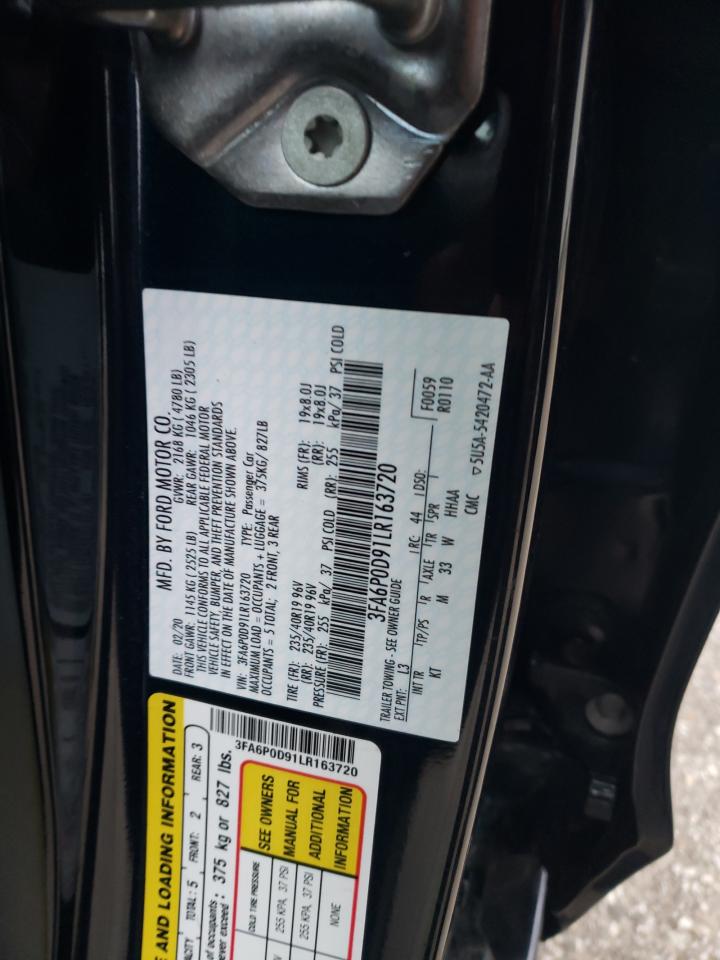 MFD. BY FORD MOTOR CO.
DATE: 02/20 GVWR: 2168 KG ( 4780 LB)
FRONT GAWR: 1145 KG ( 2525 LB) REAR GAWR: 1046 KG ( 2305 LB)
THIS VEHICLE CONFORMS TO ALL APPLICABLE FEDERAL MOTOR
VEHICLE SAFETY, BUMPER, AND THEFT PREVENTION STANDARDS
IN EFFECT ON THE DATE OF MANUFACTURE SHOWN ABOVE.
VIN: 3FA6P0D91LR163720 TYPE: Passenger Car
MAXIMUM LOAD = OCCUPANTS + LUGGAGE = 375KG/ 827LB
OCCUPANTS = 5 TOTAL; 2 FRONT, 3 REAR
TIRE (FR): 235/40R19 96V RIMS (FR): 19x8.0J
(RR): 235/40R19 96V (RR): 19x8.0J
PRESSURE (FR): 255 kPa/ 37 PSI COLD (RR): 255 kPa/ 37 PSI COLD
3FA6P0D91LR163720
TRAILER TOWING - SEE OWNER GUIDE F0059
EXT PNT: L3 RC: 44 DSO: R0110
INT TR TP/PS R AXLE TR SPR
KT M 33 W HHAA
CMC ▽5U5A-5420472-AA
E AND LOADING INFORMATION
ACITY TOTAL: 5 FRONT: 2 REAR: 3
of occupants
never exceed : 375 kg or 827 lbs.
3FA6P0D91LR163720
COLD TIRE PRESSURE SEE OWNERS
255 KPA, 37 PSI MANUAL FOR
255 KPA, 37 PSI ADDITIONAL
NONE INFORMATION